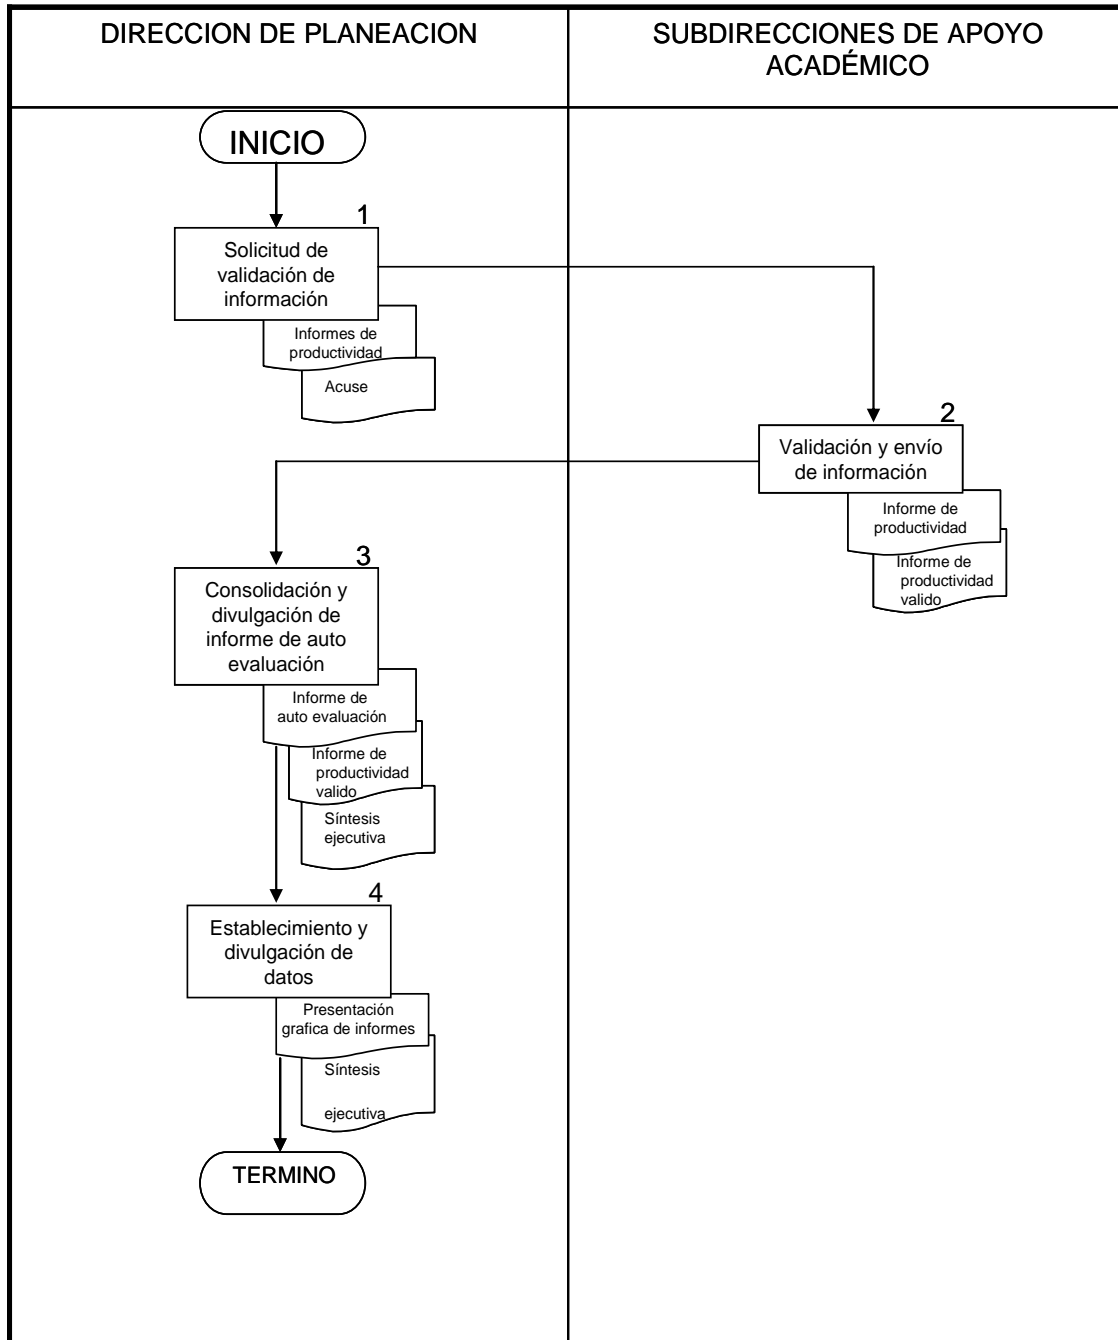 DIRECCION DE PLANEACION
SUBDIRECCIONES DE APOYO
ACADÉMICO
INICIO
1
Solicitud de
validación de
información
Informes de
productividad
Acuse
2
Validación y envío
de información
Informe de
productividad
Informe de
productividad
valido
3
Consolidación y
divulgación de
informe de auto
evaluación
Informe de
auto evaluación
Informe de
productividad
valido
Síntesis
ejecutiva
4
Establecimiento y
divulgación de
datos
Presentación
grafica de informes
Síntesis
ejecutiva
TERMINO